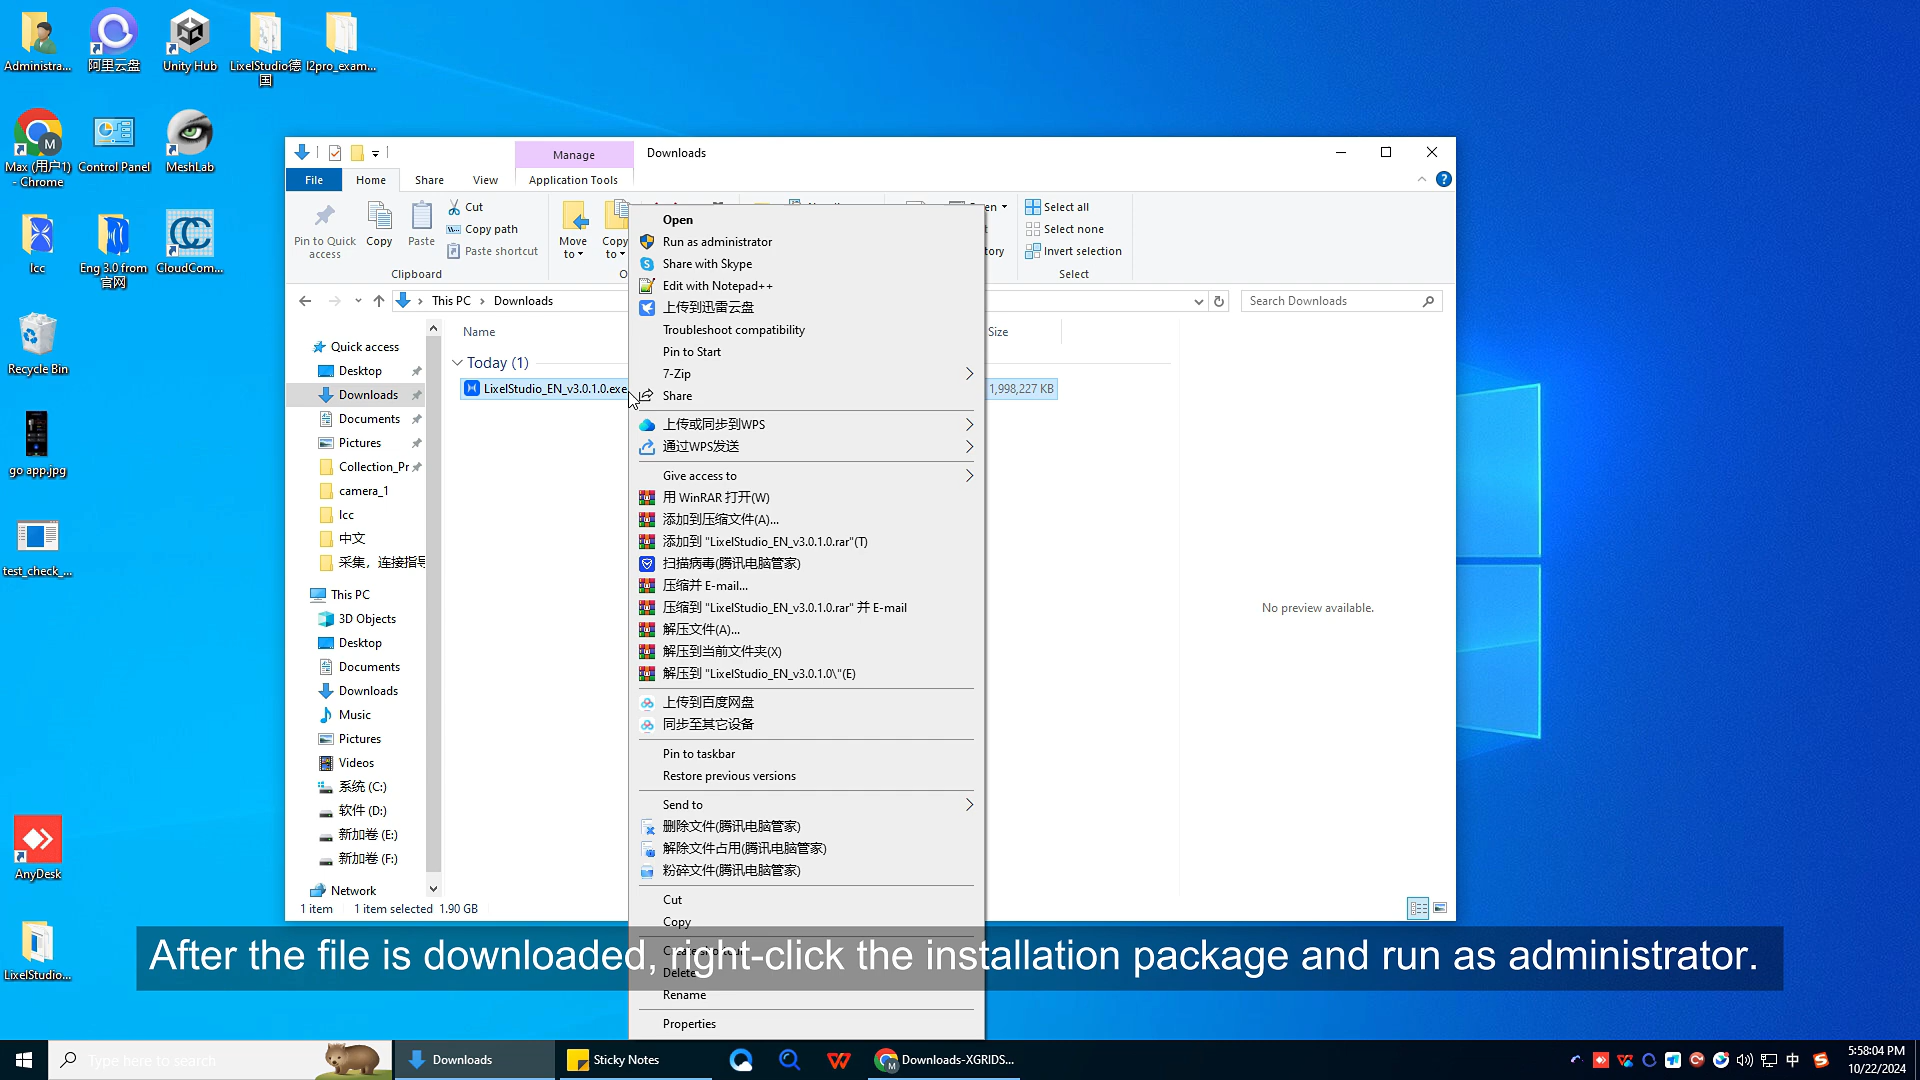 Administra...
阿里云盘
Unity Hub
LixelStudio德国
l2pro_exam...
Max (用户1) - Chrome
Control Panel
MeshLab
lcc
Eng 3.0 from 官网
CloudCom...
Recycle Bin
go app.jpg
test_check_...
AnyDesk
LixelStudio...
Manage
Downloads
File
Home
Share
View
Application Tools
Pin to Quick access
Copy
Paste
Cut
Copy path
Paste shortcut
Clipboard
Move to
Copy to
Select all
Select none
Invert selection
Select
This PC > Downloads
Search Downloads
Name
Size
Today (1)
LixelStudio_EN_v3.0.1.0.exe
1,998,227 KB
Quick access
Desktop
Downloads
Documents
Pictures
Collection_Pr
camera_1
lcc
中文
采集，连接指导
This PC
3D Objects
Desktop
Documents
Downloads
Music
Pictures
Videos
系统 (C:)
软件 (D:)
新加卷 (E:)
新加卷 (F:)
Network
1 item
1 item selected 1.90 GB
No preview available.
Open
Run as administrator
Share with Skype
Edit with Notepad++
上传到迅雷云盘
Troubleshoot compatibility
Pin to Start
7-Zip
Share
上传或同步到WPS
通过WPS发送
Give access to
用 WinRAR 打开(W)
添加到压缩文件(A)...
添加到 "LixelStudio_EN_v3.0.1.0.rar"(T)
扫描病毒(腾讯电脑管家)
压缩并 E-mail...
压缩到 "LixelStudio_EN_v3.0.1.0.rar" 并 E-mail
解压文件(A)...
解压到当前文件夹(X)
解压到 "LixelStudio_EN_v3.0.1.0\"(E)
上传到百度网盘
同步至其它设备
Pin to taskbar
Restore previous versions
Send to
删除文件(腾讯电脑管家)
解除文件占用(腾讯电脑管家)
粉碎文件(腾讯电脑管家)
Cut
Copy
Delete
Rename
Properties
After the file is downloaded, right-click the installation package and run as administrator.
Type here to search
Downloads
Sticky Notes
Downloads-XGRIDS...
中
5:58:04 PM
10/22/2024